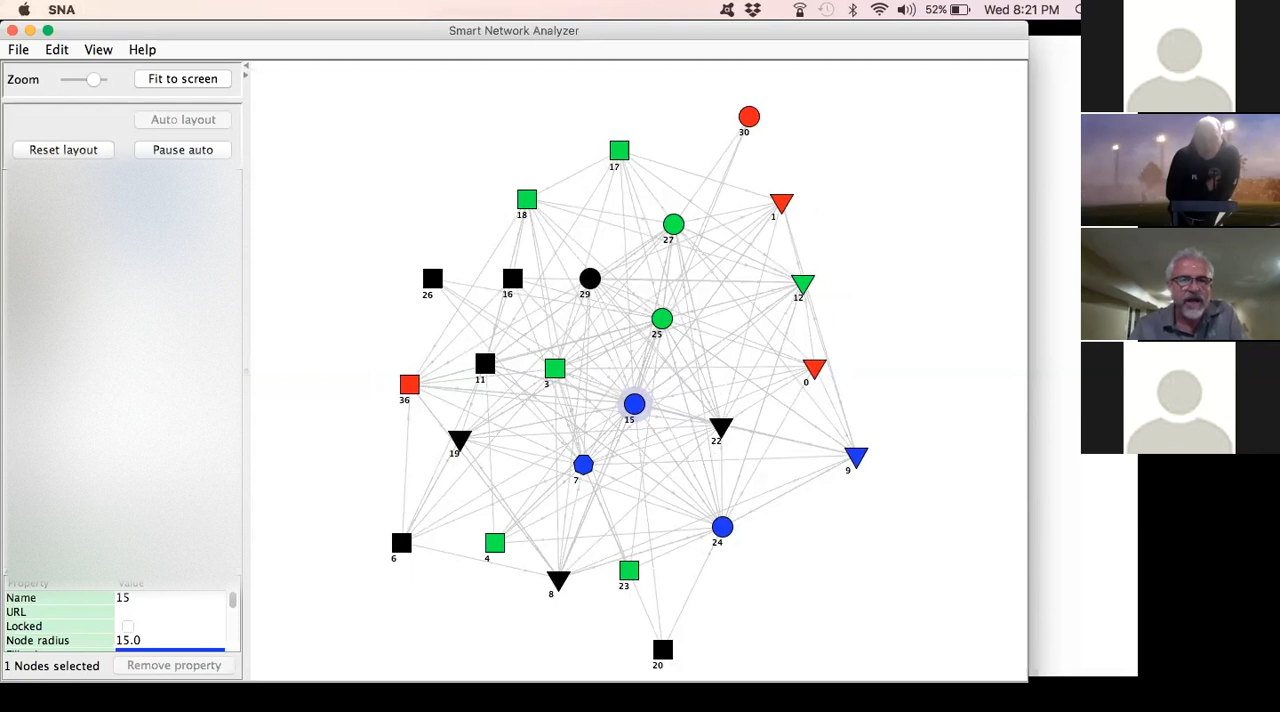 SNA
52%
Wed 8:21 PM
Smart Network Analyzer
File Edit View Help
Zoom
Fit to screen
Auto layout
Reset layout
Pause auto
30
17
18
1
27
26
16
29
12
25
11
3
0
36
15
22
19
9
7
24
6
4
8
23
20
Property Value
Name 15
URL
Locked
Node radius 15.0
1 Nodes selected
Remove property